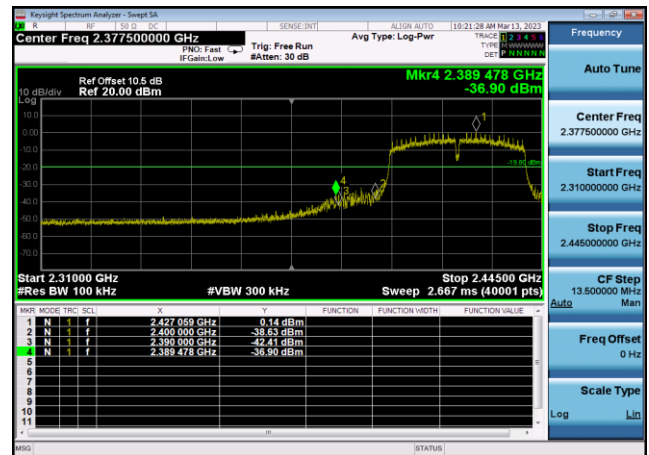 Keysight Spectrum Analyzer - Swept SA
R RF 50 Ω DC SENSE:INT ALIGN AUTO 10:21:28 AM Mar 13, 2023
Center Freq 2.377500000 GHz
PNO: Fast
IFGain:Low
Trig: Free Run
#Atten: 30 dB
Avg Type: Log-Pwr
TRACE 1 2 3 4 5 6
TYPE M WWWWW
DET P N N N N N
Ref Offset 10.5 dB
Ref 20.00 dBm
10 dB/div
Log
Mkr4 2.389 478 GHz
-36.90 dBm
10.0
0.00
-10.0
-20.0
-30.0
-40.0
-50.0
-60.0
-70.0
1
2
3
4
-19.86 dBm
Start 2.31000 GHz
Stop 2.44500 GHz
#Res BW 100 kHz
#VBW 300 kHz
Sweep 2.667 ms (40001 pts)
MKR MODE TRC SCL X Y FUNCTION FUNCTION WIDTH FUNCTION VALUE
1 N 1 f 2.427 059 GHz 0.14 dBm
2 N 1 f 2.400 000 GHz -38.63 dBm
3 N 1 f 2.390 000 GHz -42.41 dBm
4 N 1 f 2.389 478 GHz -36.90 dBm
5
6
7
8
9
10
11
MSG
STATUS
Frequency
Auto Tune
Center Freq
2.377500000 GHz
Start Freq
2.310000000 GHz
Stop Freq
2.445000000 GHz
CF Step
13.500000 MHz
Auto Man
Freq Offset
0 Hz
Scale Type
Log Lin